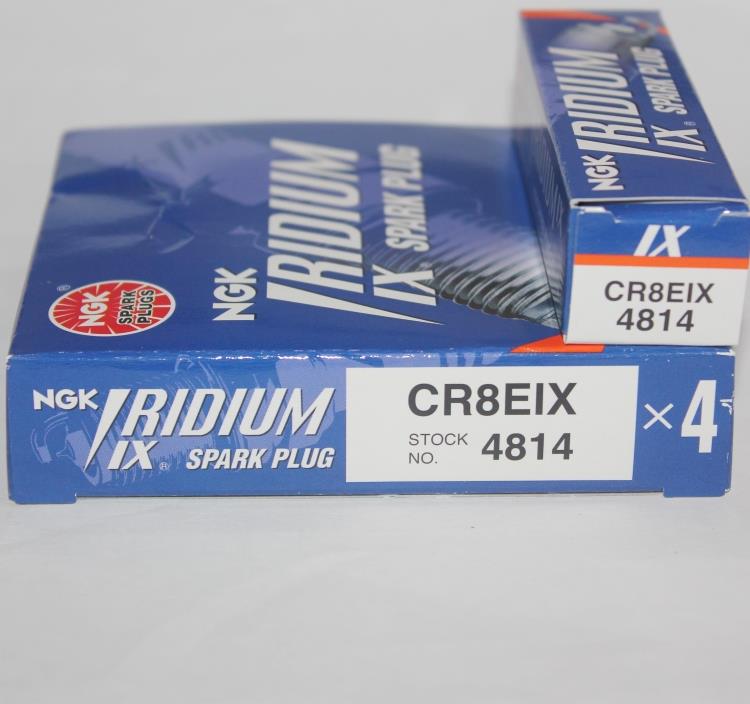 NGK IRIDIUM
IX® SPARK PLUG
IX
CR8EIX
4814
NGK IRIDIUM
IX SPARK PLUG
®
NGK
SPARK
PLUGS
NGK IRIDIUM
IX® SPARK PLUG
CR8EIX
STOCK
NO. 4814
×4